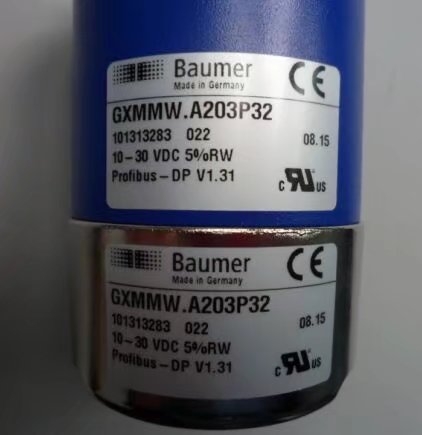 Baumer
Made in Germany
CE
GXMMW.A203P32
101313283 022 08.15
10-30 VDC 5%RW
Profibus-DP V1.31
c RU US
Baumer
Made in Germany
CE
GXMMW.A203P32
101313283 022 08.15
10-30 VDC 5%RW
Profibus-DP V1.31
c RU US